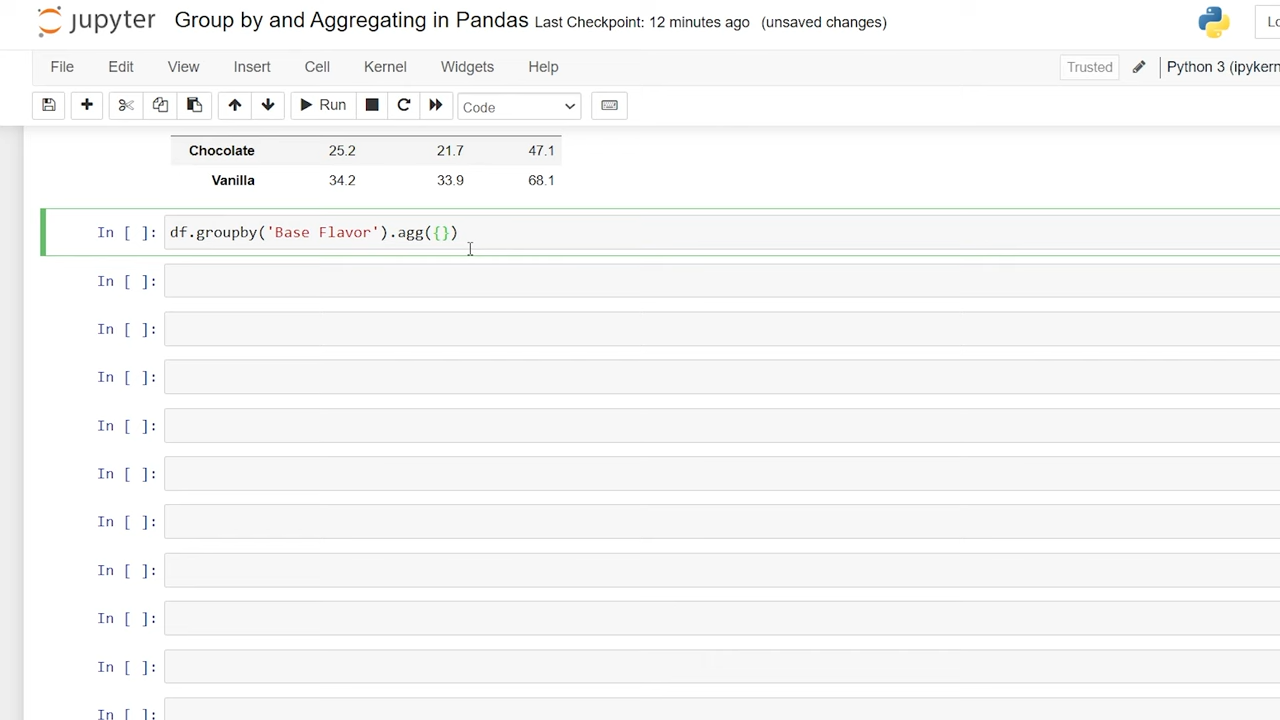 jupyter Group by and Aggregating in Pandas Last Checkpoint: 12 minutes ago (unsaved changes)
File Edit View Insert Cell Kernel Widgets Help Trusted Python 3 (ipykern
Run Code
Chocolate 25.2 21.7 47.1
Vanilla 34.2 33.9 68.1
In [ ]: df.groupby('Base Flavor').agg({})
In [ ]:
In [ ]:
In [ ]:
In [ ]:
In [ ]:
In [ ]:
In [ ]:
In [ ]:
In [ ]:
In [ ]: